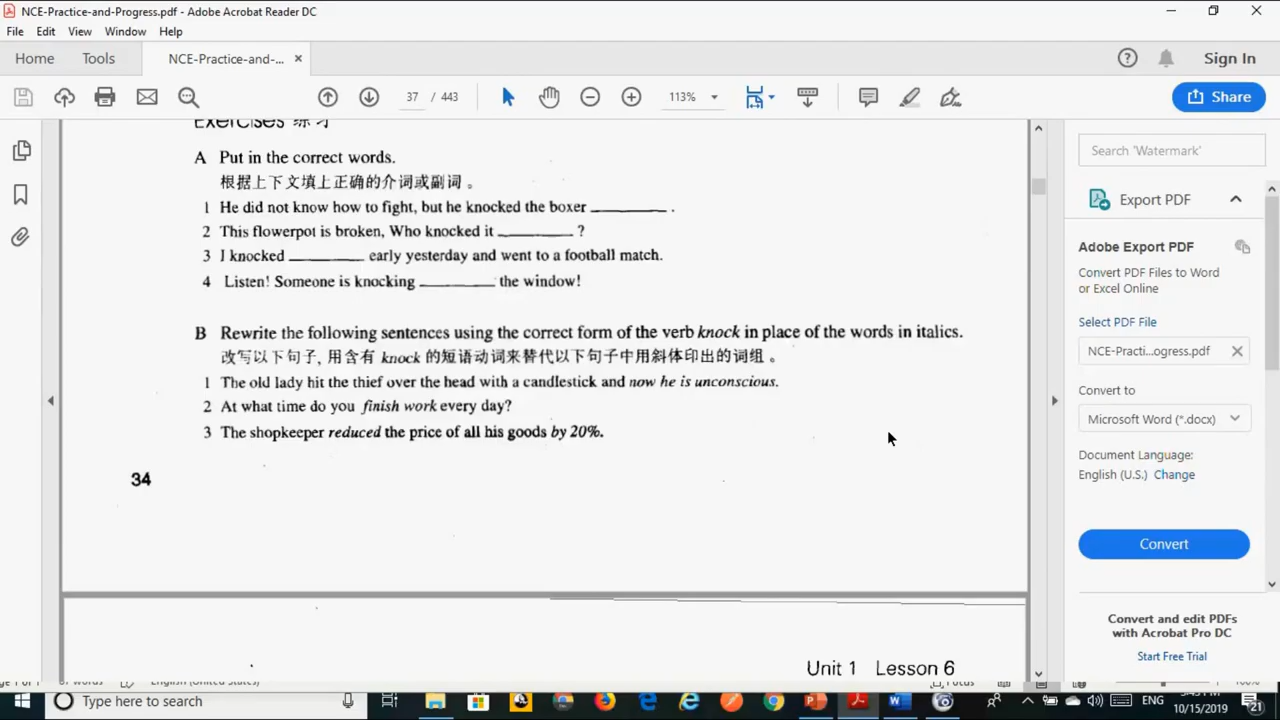 NCE-Practice-and-Progress.pdf - Adobe Acrobat Reader DC
File Edit View Window Help
Home Tools NCE-Practice-and-... ×
Sign In
37 / 443
113%
Share
Exercises 练习
A Put in the correct words.
根据上下文填上正确的介词或副词。
1 He did not know how to fight, but he knocked the boxer ________ .
2 This flowerpot is broken, Who knocked it ________ ?
3 I knocked ________ early yesterday and went to a football match.
4 Listen! Someone is knocking ________ the window!
B Rewrite the following sentences using the correct form of the verb knock in place of the words in italics.
改写以下句子, 用含有 knock 的短语动词来替代以下句子中用斜体印出的词组。
1 The old lady hit the thief over the head with a candlestick and now he is unconscious.
2 At what time do you finish work every day?
3 The shopkeeper reduced the price of all his goods by 20%.
34
Unit 1 Lesson 6
Search 'Watermark'
Export PDF
Adobe Export PDF
Convert PDF Files to Word
or Excel Online
Select PDF File
NCE-Practi...ogress.pdf
Convert to
Microsoft Word (*.docx)
Document Language:
English (U.S.) Change
Convert
Convert and edit PDFs
with Acrobat Pro DC
Start Free Trial
English (United States)
Focus
Type here to search
ENG
10/15/2019
21